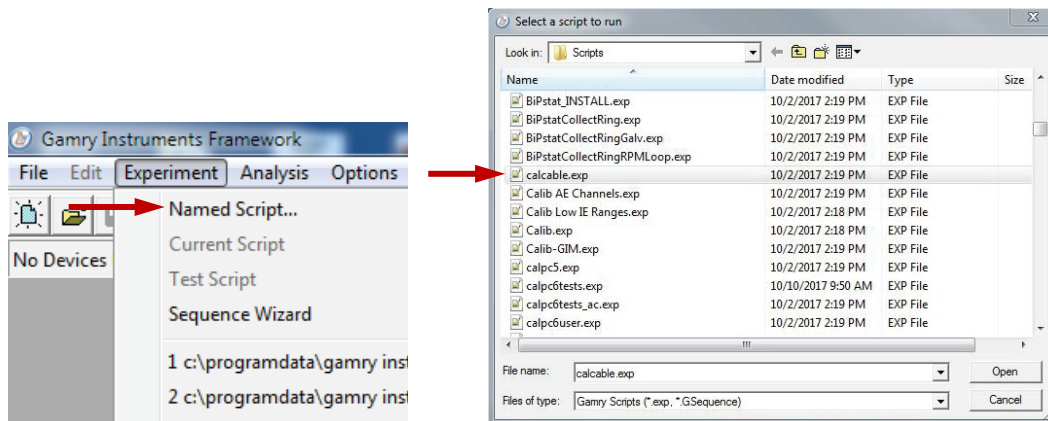 Gamry Instruments Framework
File Edit Experiment Analysis Options
Named Script...
No Devices
Current Script
Test Script
Sequence Wizard
1 c:\programdata\gamry inst
2 c:\programdata\gamry inst
Select a script to run
Look in: Scripts
Name Date modified Type Size
BiPstat_INSTALL.exp 10/2/2017 2:19 PM EXP File
BiPstatCollectRing.exp 10/2/2017 2:19 PM EXP File
BiPstatCollectRingGalv.exp 10/2/2017 2:19 PM EXP File
BiPstatCollectRingRPMLoop.exp 10/2/2017 2:19 PM EXP File
calcable.exp 10/2/2017 2:19 PM EXP File
Calib AE Channels.exp 10/2/2017 2:19 PM EXP File
Calib Low IE Ranges.exp 10/2/2017 2:18 PM EXP File
Calib.exp 10/2/2017 2:18 PM EXP File
Calib-GIM.exp 10/2/2017 2:19 PM EXP File
calpc5.exp 10/2/2017 2:19 PM EXP File
calpc6tests.exp 10/10/2017 9:50 AM EXP File
calpc6tests_ac.exp 10/2/2017 2:19 PM EXP File
calpc6user.exp 10/2/2017 2:19 PM EXP File
File name: calcable.exp Open
Files of type: Gamry Scripts (*.exp, *.GSequence) Cancel